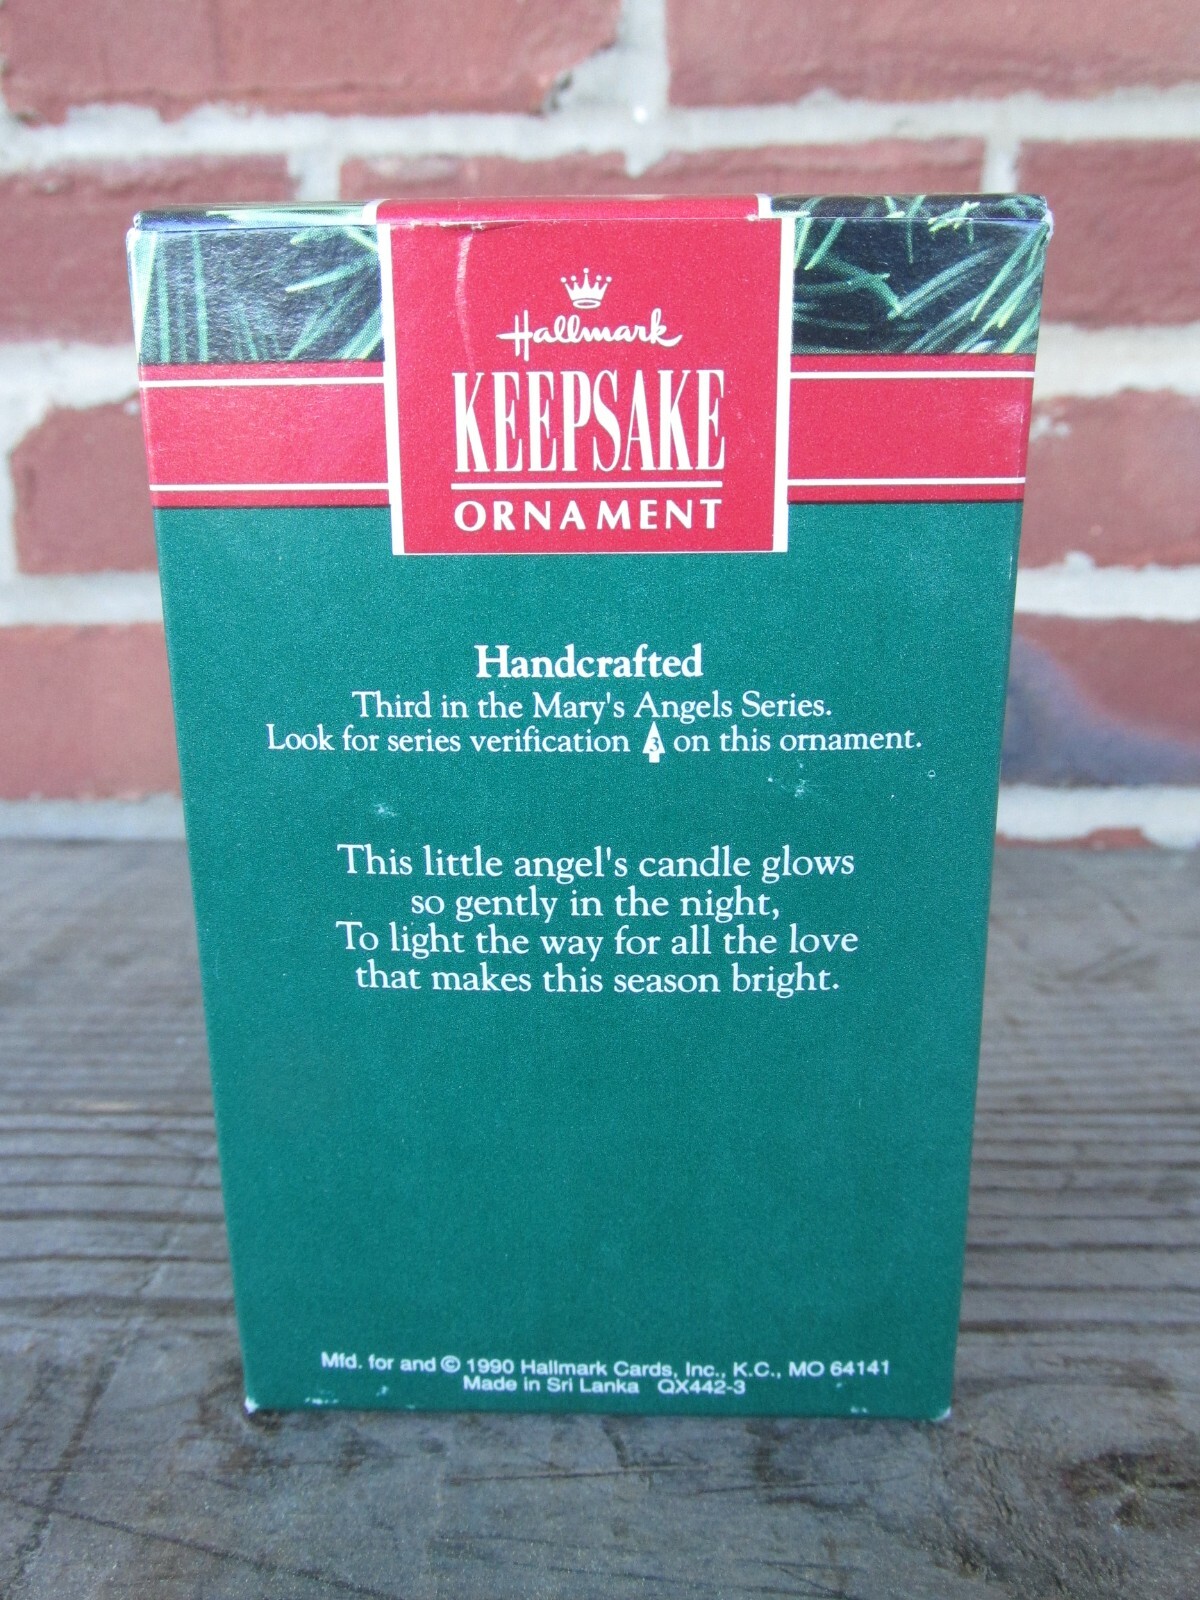 Hallmark
KEEPSAKE
ORNAMENT
Handcrafted
Third in the Mary's Angels Series.
Look for series verification 3 on this ornament.
This little angel's candle glows
so gently in the night,
To light the way for all the love
that makes this season bright.
Mfd. for and © 1990 Hallmark Cards, Inc., K.C., MO 64141
Made in Sri Lanka QX442-3